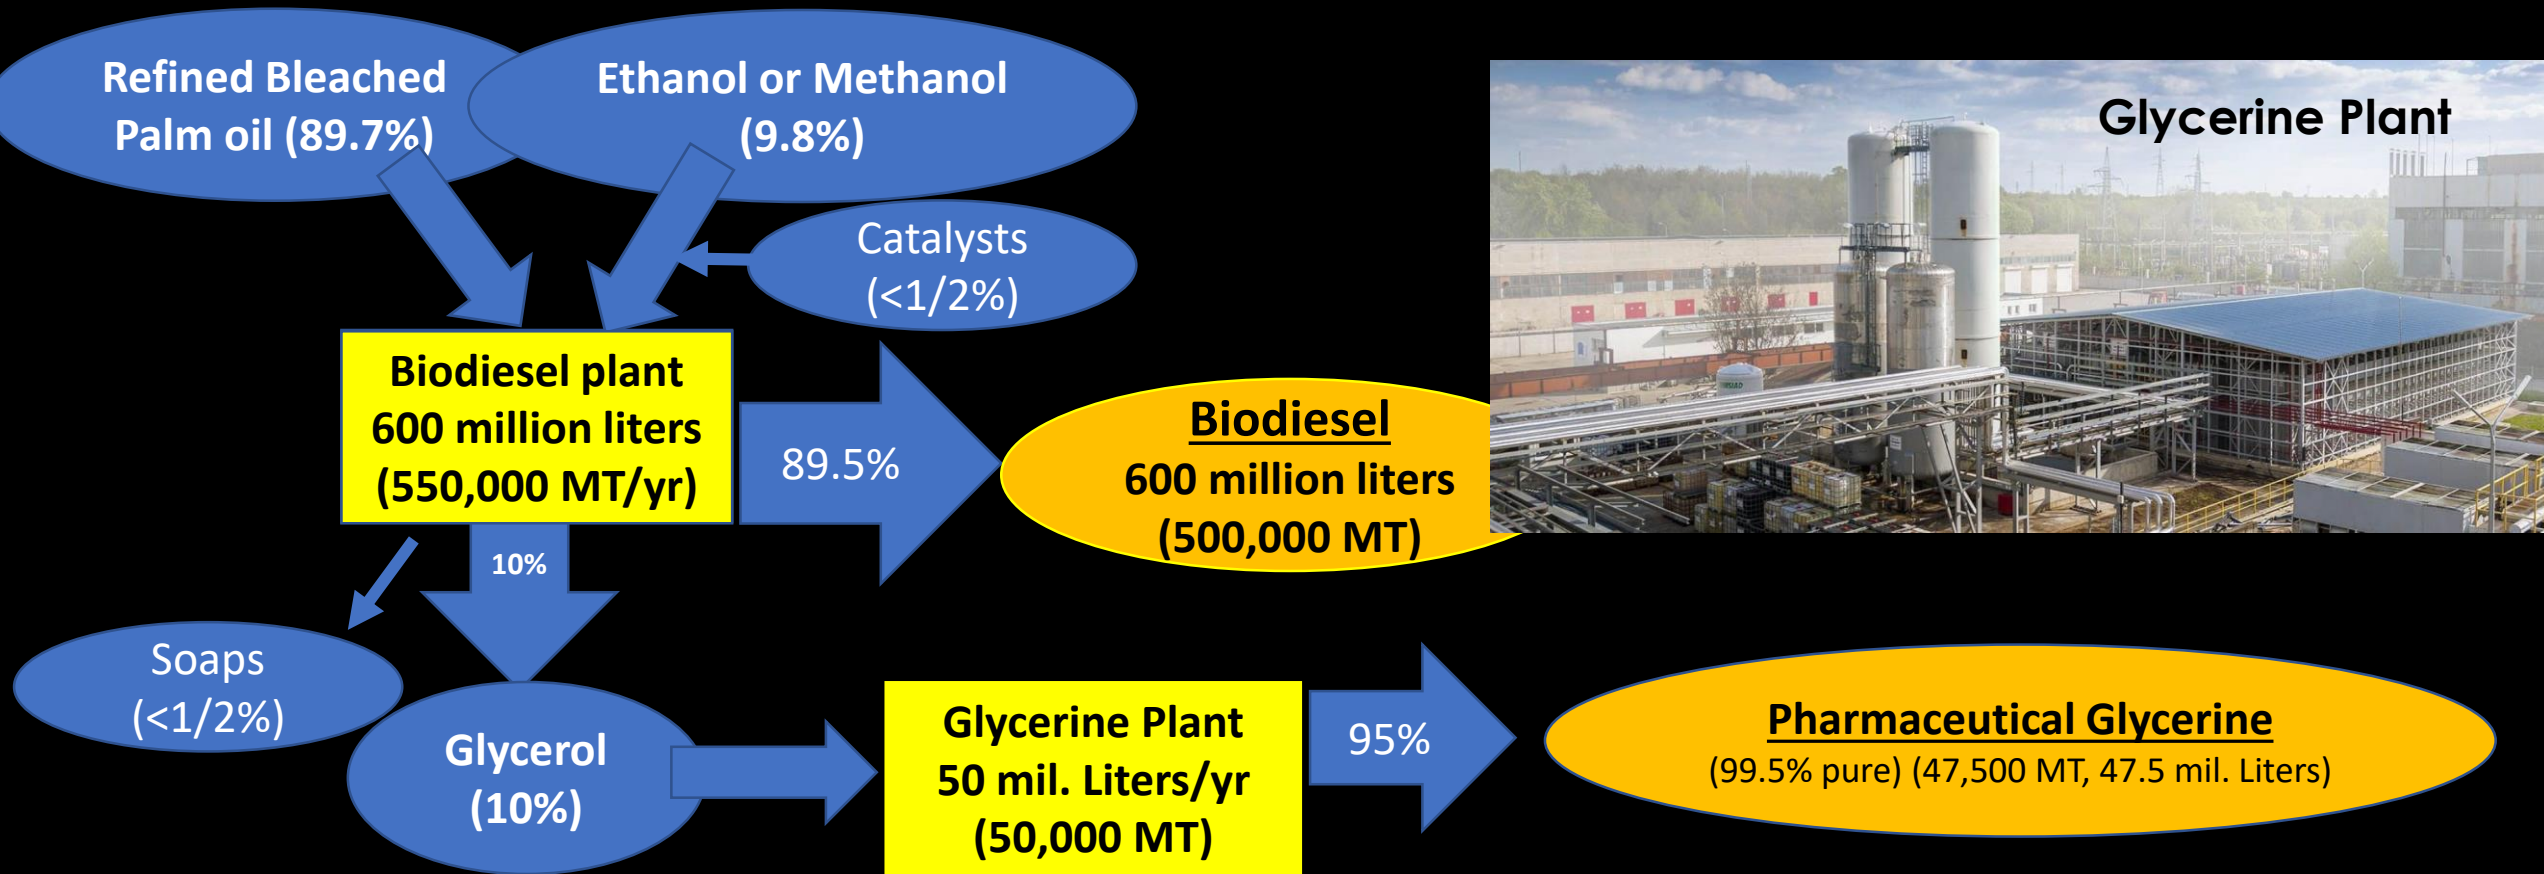 Refined Bleached
Palm oil (89.7%)
Ethanol or Methanol
(9.8%)
Catalysts
(<1/2%)
Glycerine Plant
Biodiesel plant
600 million liters
(550,000 MT/yr)
89.5%
Biodiesel
600 million liters
(500,000 MT)
10%
Soaps
(<1/2%)
Glycerol
(10%)
Glycerine Plant
50 mil. Liters/yr
(50,000 MT)
95%
Pharmaceutical Glycerine
(99.5% pure) (47,500 MT, 47.5 mil. Liters)